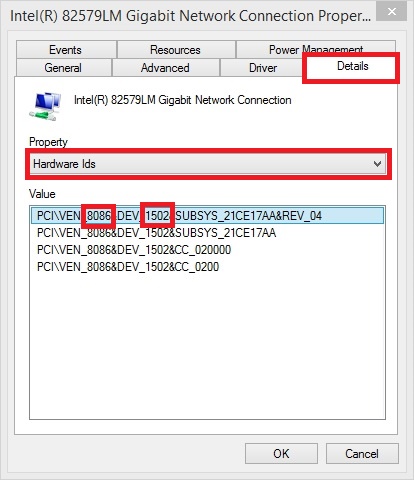 Intel(R) 82579LM Gigabit Network Connection Proper...
Events Resources Power Management
General Advanced Driver Details
Intel(R) 82579LM Gigabit Network Connection
Property
Hardware Ids
Value
PCI\VEN_8086&DEV_1502&SUBSYS_21CE17AA&REV_04
PCI\VEN_8086&DEV_1502&SUBSYS_21CE17AA
PCI\VEN_8086&DEV_1502&CC_020000
PCI\VEN_8086&DEV_1502&CC_0200
OK Cancel